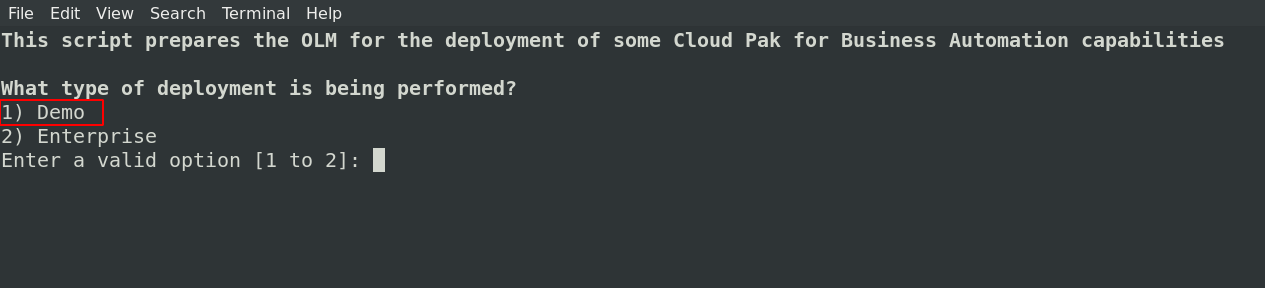 File Edit View Search Terminal Help
This script prepares the OLM for the deployment of some Cloud Pak for Business Automation capabilities
What type of deployment is being performed?
1) Demo
2) Enterprise
Enter a valid option [1 to 2]: